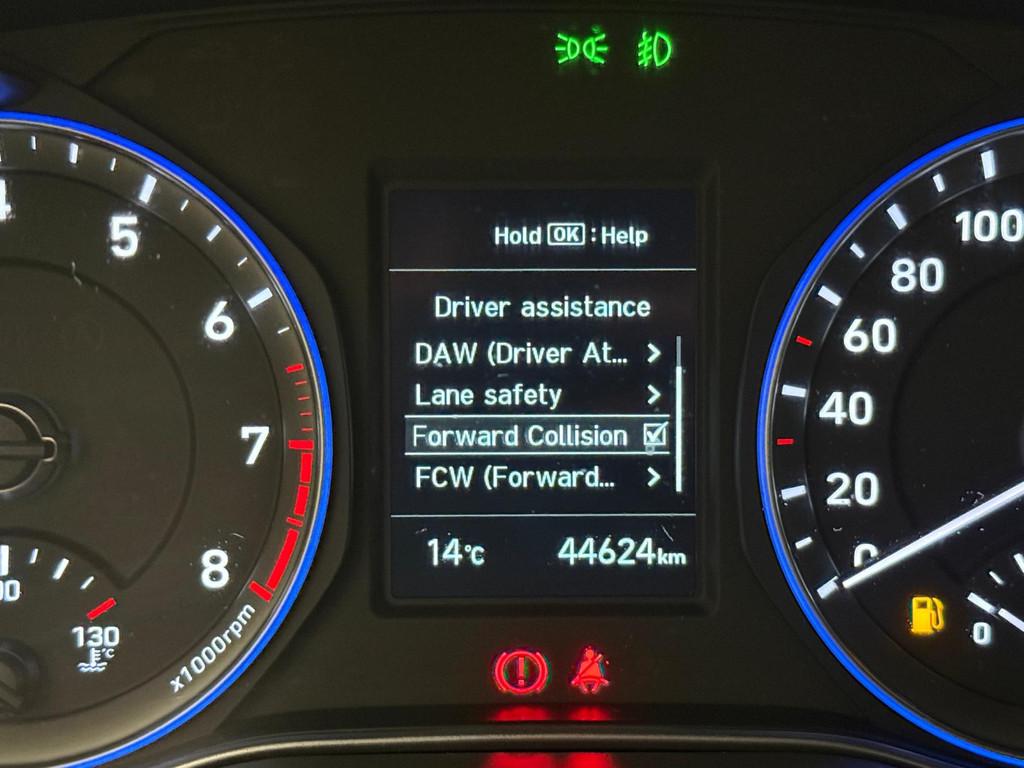 Hold OK : Help
Driver assistance
DAW (Driver At...
Lane safety
Forward Collision
FCW (Forward...
14°C 44624km
5
6
7
8
x1000rpm
130
°C
100
80
60
40
20
0
0